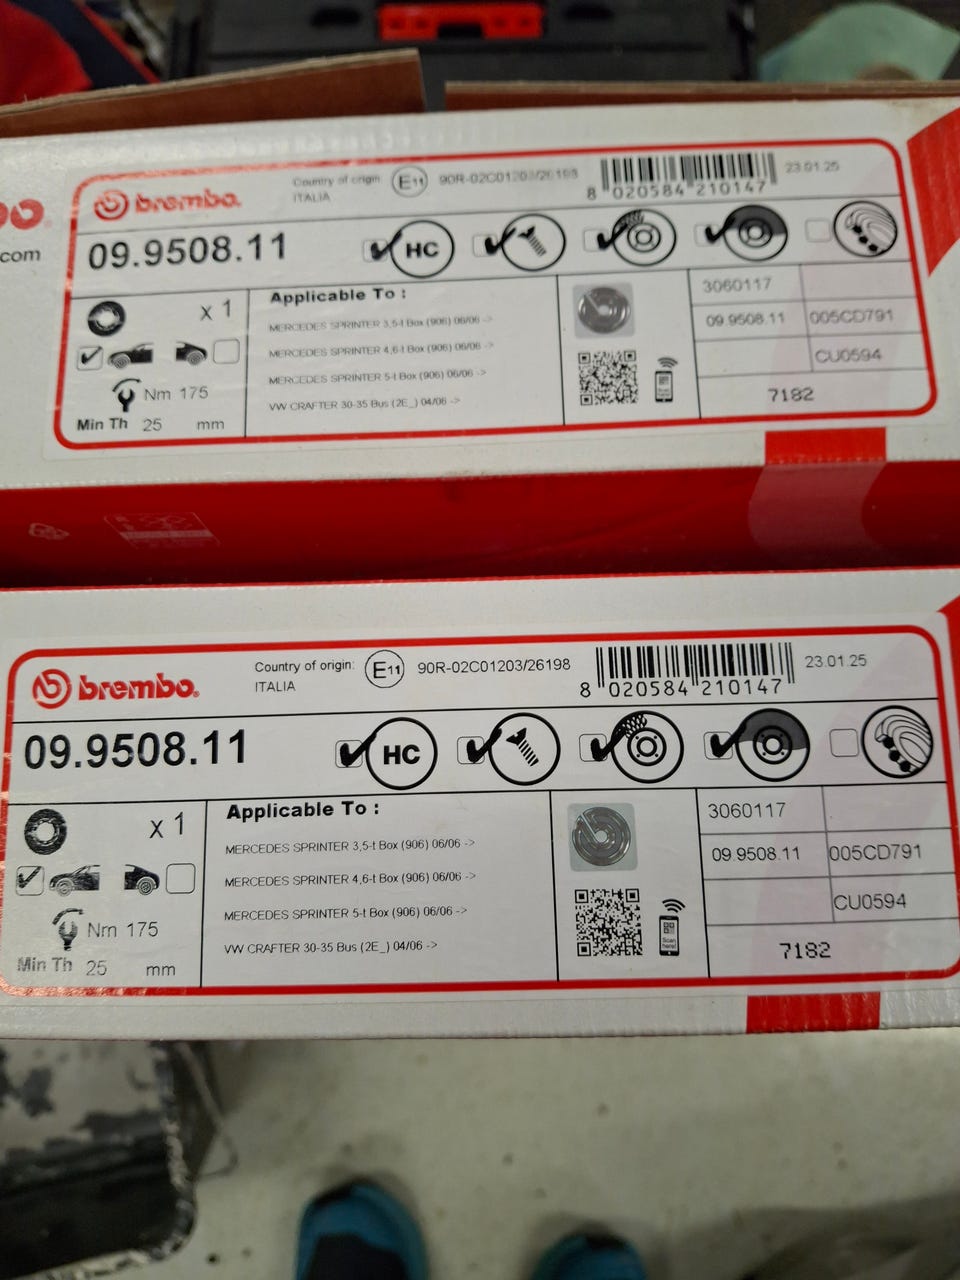 com
brembo.
Country of origin
ITALIA
E11
90R-02C01203/26198
8 020584 210147
23.01.25
09.9508.11
HC
x 1
Nm 175
Min Th 25 mm
Applicable To :
MERCEDES SPRINTER 3,5-t Box (906) 06/06 ->
MERCEDES SPRINTER 4,6-t Box (906) 06/06 ->
MERCEDES SPRINTER 5-t Box (906) 06/06 ->
VW CRAFTER 30-35 Bus (2E_) 04/06 ->
3060117
09.9508.11 005CD791
CU0594
7182
brembo.
Country of origin:
ITALIA
E11
90R-02C01203/26198
8 020584 210147
23.01.25
09.9508.11
HC
x 1
Nm 175
Min Th 25 mm
Applicable To :
MERCEDES SPRINTER 3,5-t Box (906) 06/06 ->
MERCEDES SPRINTER 4,6-t Box (906) 06/06 ->
MERCEDES SPRINTER 5-t Box (906) 06/06 ->
VW CRAFTER 30-35 Bus (2E_) 04/06 ->
Scan
here!
3060117
09.9508.11 005CD791
CU0594
7182